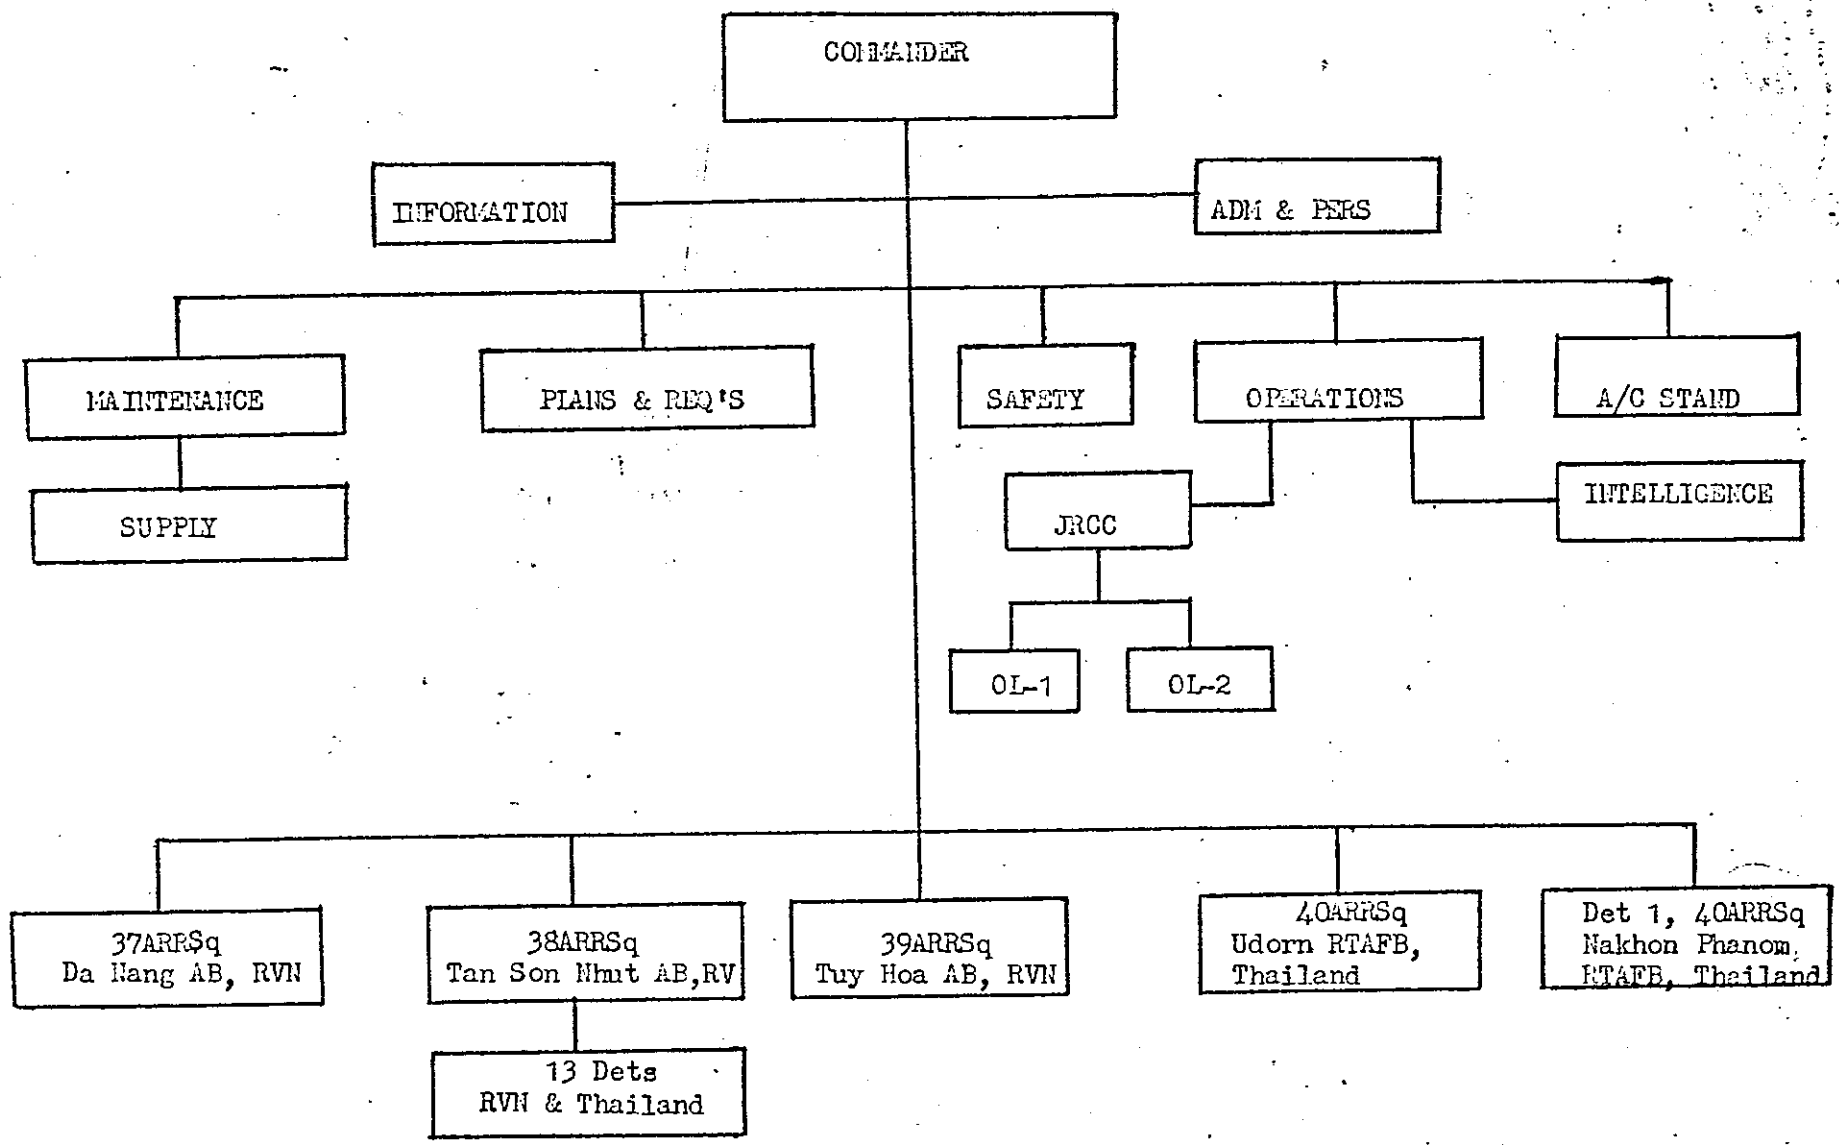 COMMANDER
INFORMATION
ADM & PERS
MAINTENANCE
PLANS & REQ'S
SAFETY
OPERATIONS
A/C STAND
SUPPLY
JRCC
INTELLIGENCE
OL-1
OL-2
37ARRSq
Da Nang AB, RVN
38ARRSq
Tan Son Nhut AB,RV
39ARRSq
Tuy Hoa AB, RVN
40ARRSq
Udorn RTAFB,
Thailand
Det 1, 40ARRSq
Nakhon Phanom,
RTAFB, Thailand
13 Dets
RVN & Thailand